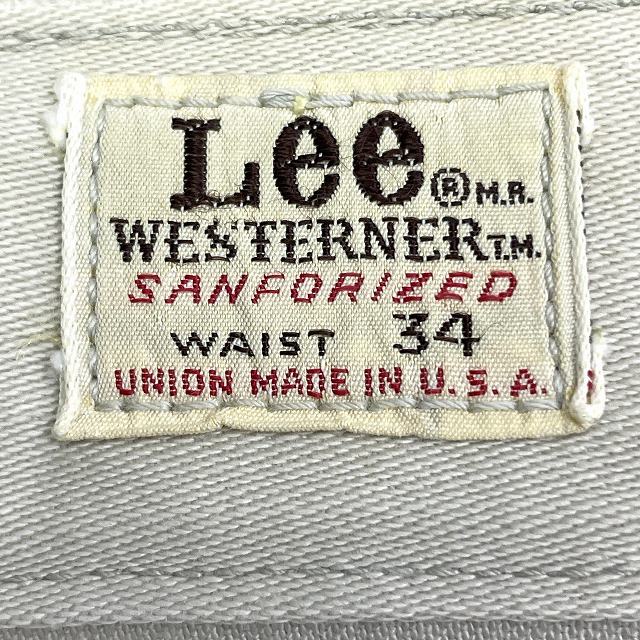 Lee ® M.R.
WESTERNER T.M.
SANFORIZED
WAIST 34
UNION MADE IN U.S.A.